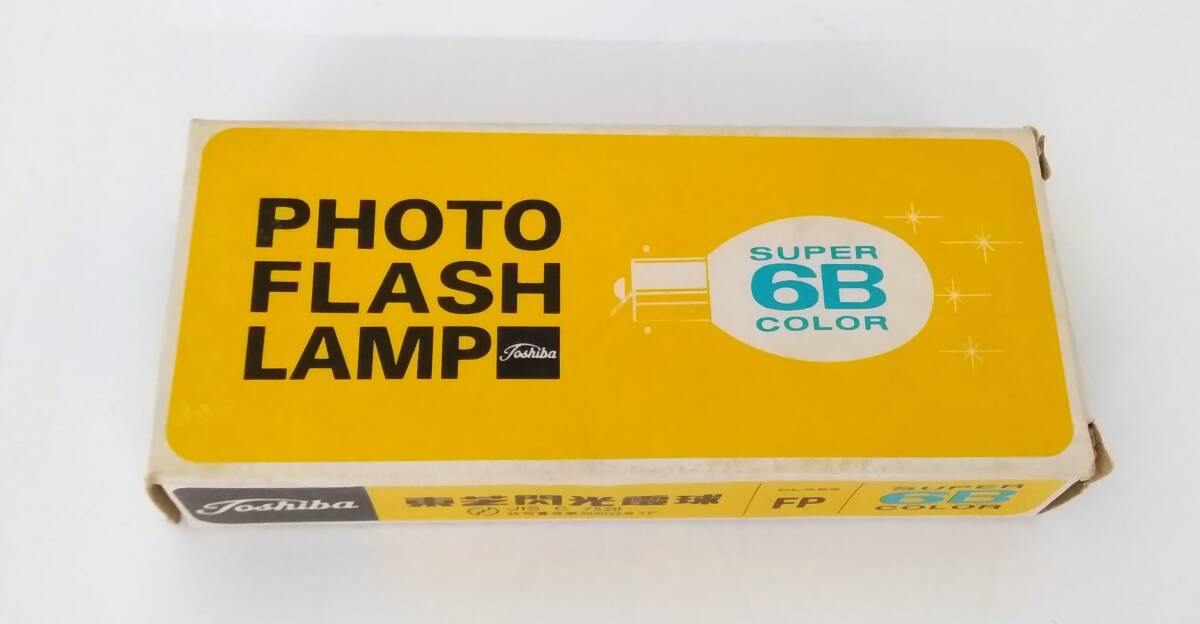 PHOTO
FLASH
LAMP Toshiba
SUPER
6B
COLOR
Toshiba
東芝閃光電球
JIS C 7520
CLASS
FP
SUPER
6B
COLOR